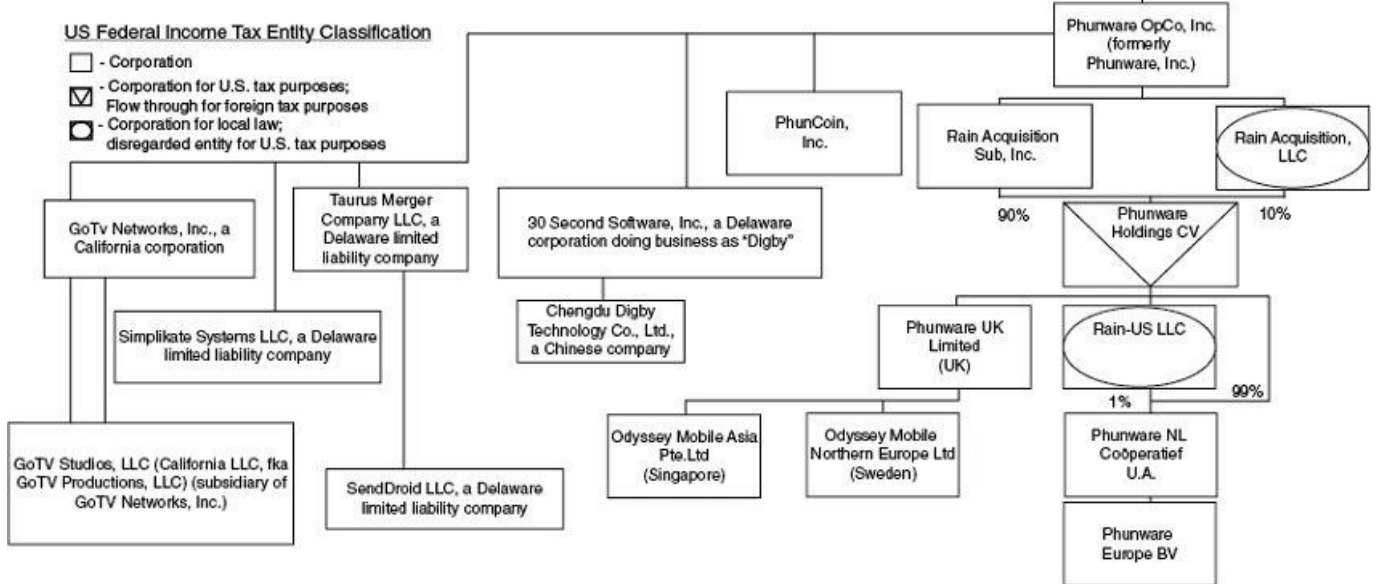 US Federal Income Tax Entity Classification
- Corporation
- Corporation for U.S. tax purposes;
Flow through for foreign tax purposes
- Corporation for local law;
disregarded entity for U.S. tax purposes
Phunware OpCo, Inc.
(formerly
Phunware, Inc.)
PhunCoin,
Inc.
Rain Acquisition
Sub, Inc.
Rain Acquisition,
LLC
GoTv Networks, Inc., a
California corporation
Taurus Merger
Company LLC, a
Delaware limited
liability company
30 Second Software, Inc., a Delaware
corporation doing business as "Digby"
90%
Phunware
Holdings CV
10%
Simplikate Systems LLC, a Delaware
limited liability company
Chengdu Digby
Technology Co., Ltd.,
a Chinese company
Phunware UK
Limited
(UK)
Rain-US LLC
1%
99%
GoTV Studios, LLC (California LLC, fka
GoTV Productions, LLC) (subsidiary of
GoTV Networks, Inc.)
SendDroid LLC, a Delaware
limited liability company
Odyssey Mobile Asia
Pte.Ltd
(Singapore)
Odyssey Mobile
Northern Europe Ltd
(Sweden)
Phunware NL
Coöperatief
U.A.
Phunware
Europe BV